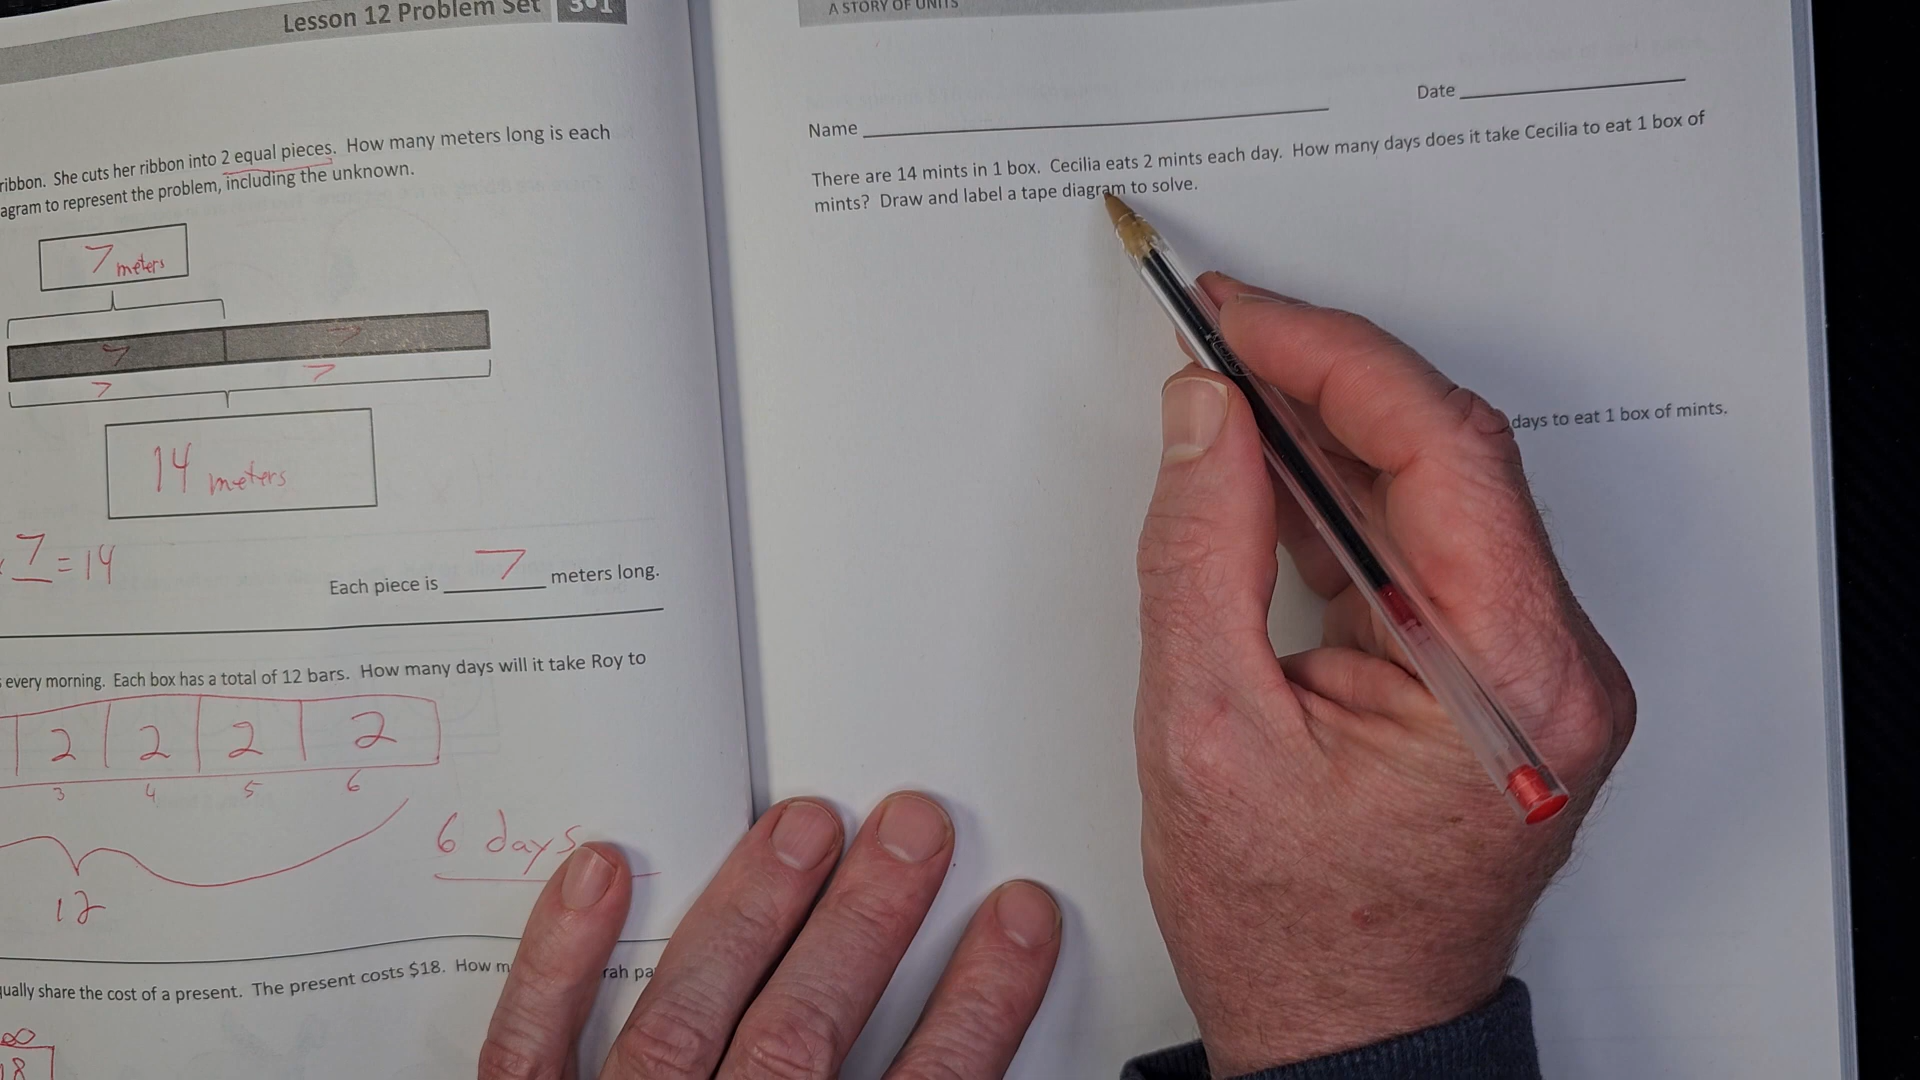 Lesson 12 Problem Set 3•1
ribbon. She cuts her ribbon into 2 equal pieces. How many meters long is each
agram to represent the problem, including the unknown.
7 meters
7 7
7 7
14 meters
7 = 14
Each piece is 7 meters long.
every morning. Each box has a total of 12 bars. How many days will it take Roy to
2 2 2 2
3 4 5 6
6 days
12
qually share the cost of a present. The present costs $18. How m rah pa
18
A STORY OF UNITS
Name Date
There are 14 mints in 1 box. Cecilia eats 2 mints each day. How many days does it take Cecilia to eat 1 box of
mints? Draw and label a tape diagram to solve.
days to eat 1 box of mints.